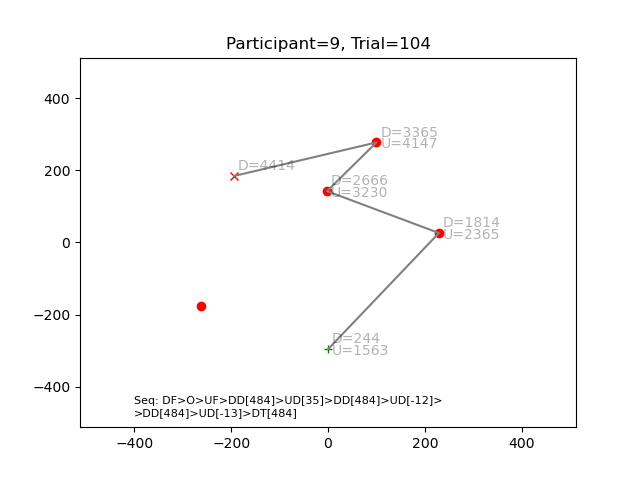 Participant=9, Trial=104
400
200
0
−200
−400
D=3365
U=4147
D=4414
D=2666
U=3230
D=1814
U=2365
D=244
U=1563
Seq: DF>O>UF>DD[484]>UD[35]>DD[484]>UD[-12]>
>DD[484]>UD[-13]>DT[484]
−400 −200 0 200 400